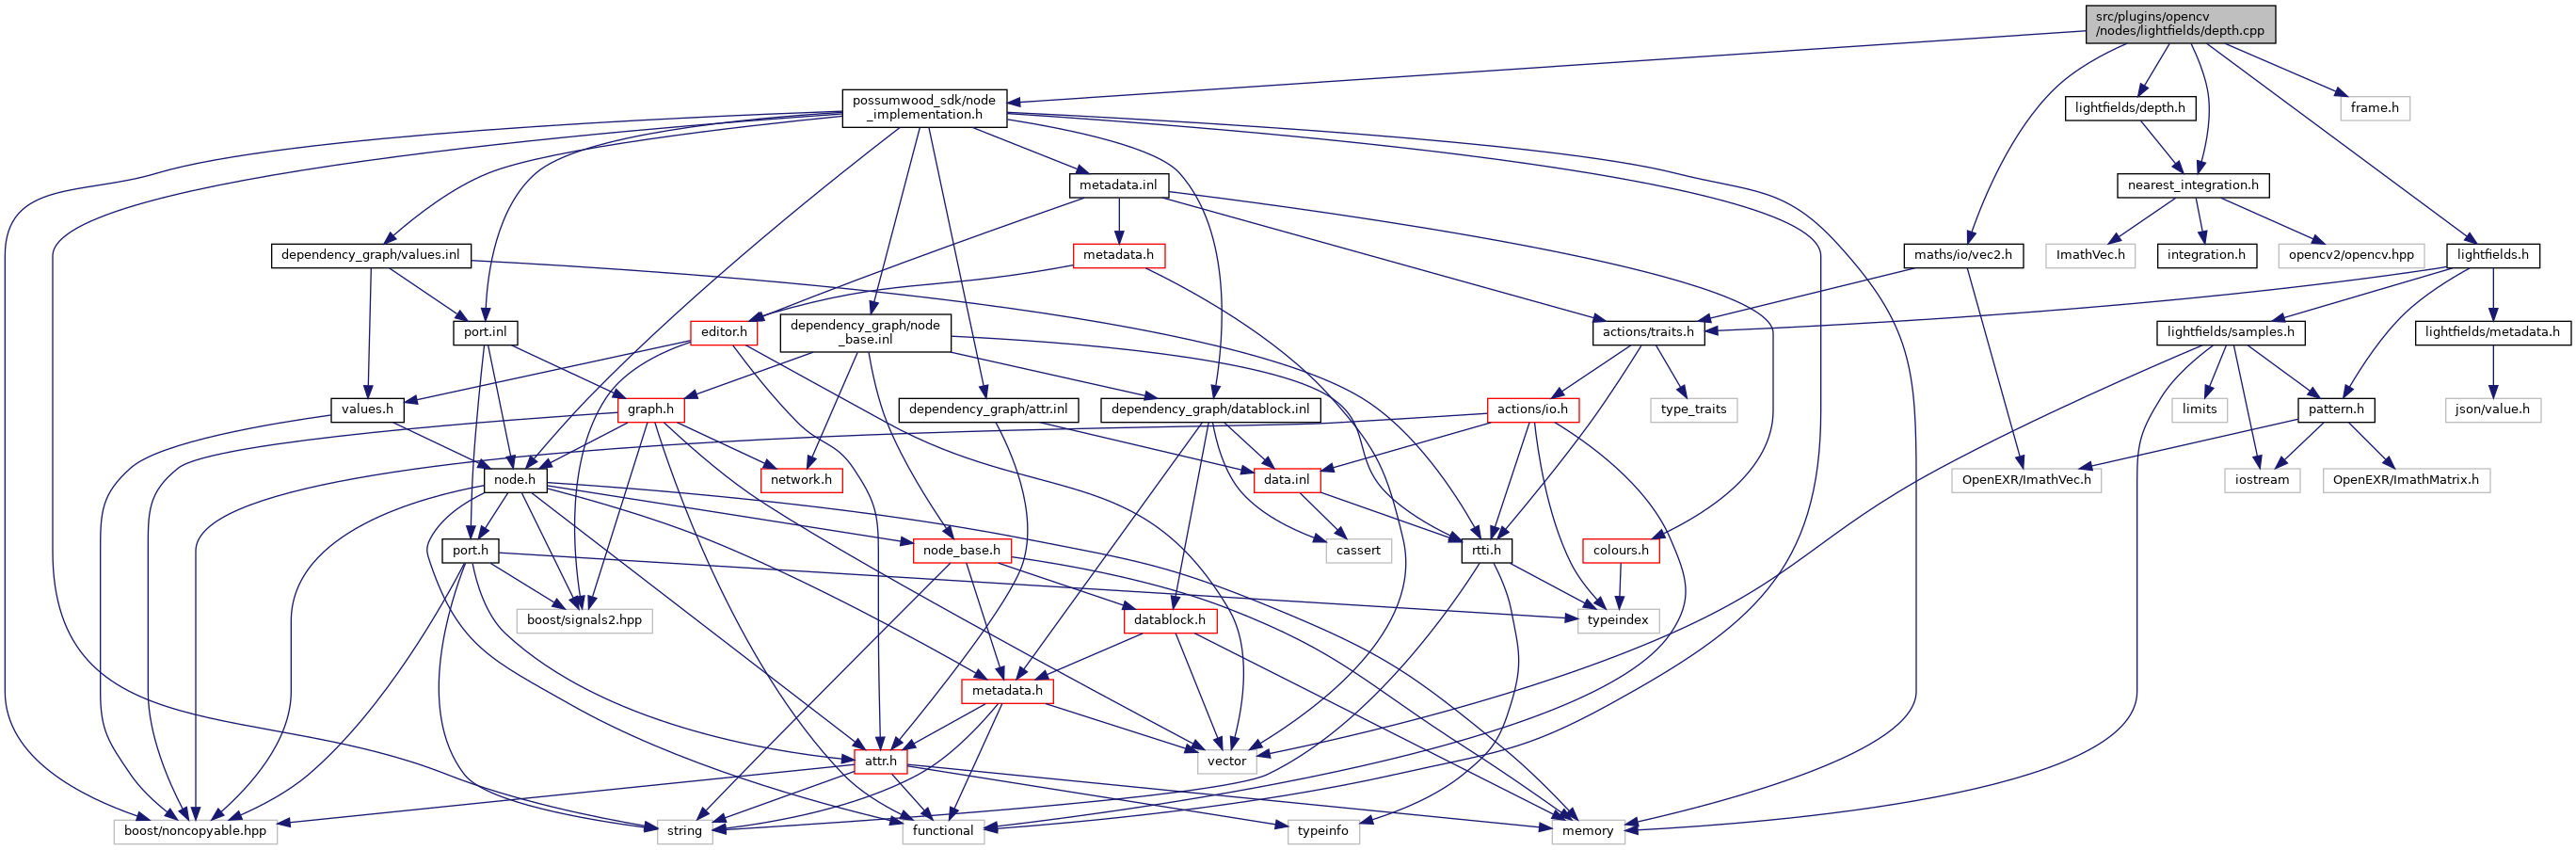 src/plugins/opencv
/nodes/lightfields/depth.cpp
possumwood_sdk/node
_implementation.h
lightfields/depth.h
frame.h
metadata.inl
nearest_integration.h
dependency_graph/values.inl
metadata.h
maths/io/vec2.h
ImathVec.h
integration.h
opencv2/opencv.hpp
lightfields.h
port.inl
editor.h
dependency_graph/node
_base.inl
actions/traits.h
lightfields/samples.h
lightfields/metadata.h
values.h
graph.h
dependency_graph/attr.inl
dependency_graph/datablock.inl
actions/io.h
type_traits
limits
pattern.h
json/value.h
node.h
network.h
data.inl
OpenEXR/ImathVec.h
iostream
OpenEXR/ImathMatrix.h
port.h
node_base.h
cassert
rtti.h
colours.h
boost/signals2.hpp
datablock.h
typeindex
metadata.h
attr.h
vector
boost/noncopyable.hpp
string
functional
typeinfo
memory